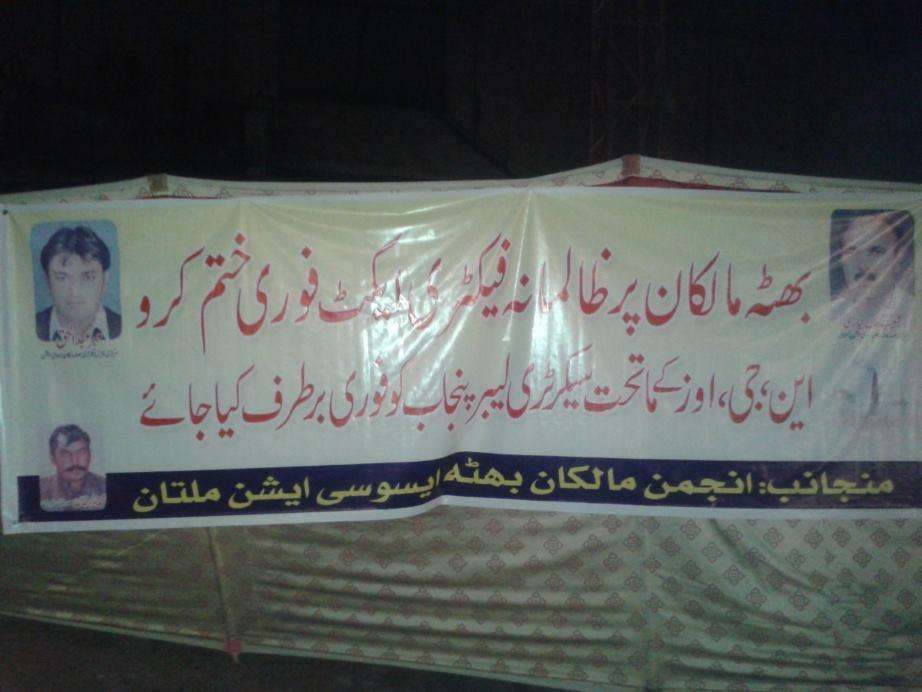 بھٹہ مالکان پر ظالمانہ فیکٹری ایکٹ فوری ختم کرو
این،جی،اوز کے ماتحت سیکرٹری لیبر پنجاب کو فوری برطرف کیا جائے
منجانب: انجمن مالکان بھٹہ ایسوسی ایشن ملتان